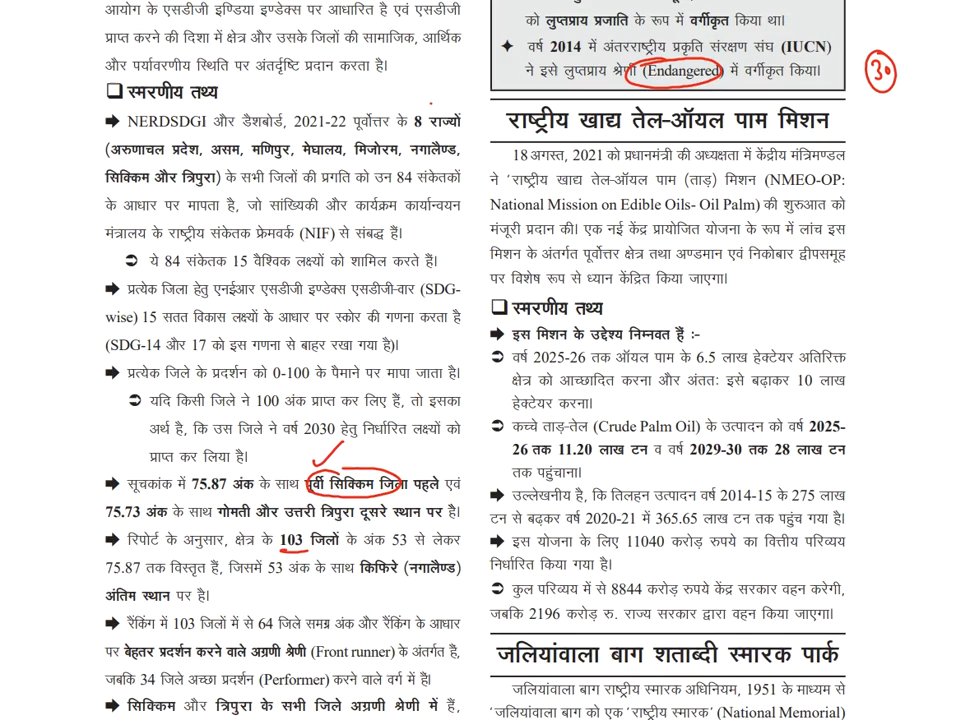 आयोग के एसडीजी इण्डिया इण्डेक्स पर आधारित है एवं एसडीजी
प्राप्त करने की दिशा में क्षेत्र और उसके जिलों की सामाजिक, आर्थिक
और पर्यावरणीय स्थिति पर अंतर्दृष्टि प्रदान करता है।
❑ स्मरणीय तथ्य
➡ NERDSDGI और डैशबोर्ड, 2021-22 पूर्वोत्तर के 8 राज्यों
(अरुणाचल प्रदेश, असम, मणिपुर, मेघालय, मिजोरम, नगालैण्ड,
सिक्किम और त्रिपुरा) के सभी जिलों की प्रगति को उन 84 संकेतकों
के आधार पर मापता है, जो सांख्यिकी और कार्यक्रम कार्यान्वयन
मंत्रालय के राष्ट्रीय संकेतक फ्रेमवर्क (NIF) से संबद्ध हैं।
➲ ये 84 संकेतक 15 वैश्विक लक्ष्यों को शामिल करते हैं।
➡ प्रत्येक जिला हेतु एनईआर एसडीजी इण्डेक्स एसडीजी-वार (SDG-
wise) 15 सतत विकास लक्ष्यों के आधार पर स्कोर की गणना करता है
(SDG-14 और 17 को इस गणना से बाहर रखा गया है)।
➡ प्रत्येक जिले के प्रदर्शन को 0-100 के पैमाने पर मापा जाता है।
➲ यदि किसी जिले ने 100 अंक प्राप्त कर लिए हैं, तो इसका
अर्थ है, कि उस जिले ने वर्ष 2030 हेतु निर्धारित लक्ष्यों को
प्राप्त कर लिया है।
➡ सूचकांक में 75.87 अंक के साथ पूर्वी सिक्किम जिला पहले एवं
75.73 अंक के साथ गोमती और उत्तरी त्रिपुरा दूसरे स्थान पर है।
➡ रिपोर्ट के अनुसार, क्षेत्र के 103 जिलों के अंक 53 से लेकर
75.87 तक विस्तृत हैं, जिसमें 53 अंक के साथ किफिरे (नगालैण्ड)
अंतिम स्थान पर है।
➡ रैंकिंग में 103 जिलों में से 64 जिले समग्र अंक और रैंकिंग के आधार
पर बेहतर प्रदर्शन करने वाले अग्रणी श्रेणी (Front runner) के अंतर्गत हैं,
जबकि 34 जिले अच्छा प्रदर्शन (Performer) करने वाले वर्ग में हैं।
➡ सिक्किम और त्रिपुरा के सभी जिले अग्रणी श्रेणी में हैं,
को लुप्तप्राय प्रजाति के रूप में वर्गीकृत किया था।
✦ वर्ष 2014 में अंतरराष्ट्रीय प्रकृति संरक्षण संघ (IUCN)
ने इसे लुप्तप्राय श्रेणी (Endangered) में वर्गीकृत किया।
30
राष्ट्रीय खाद्य तेल-ऑयल पाम मिशन
18 अगस्त, 2021 को प्रधानमंत्री की अध्यक्षता में केंद्रीय मंत्रिमण्डल
ने 'राष्ट्रीय खाद्य तेल-ऑयल पाम (ताड़) मिशन (NMEO-OP:
National Mission on Edible Oils- Oil Palm) की शुरुआत को
मंजूरी प्रदान की। एक नई केंद्र प्रायोजित योजना के रूप में लांच इस
मिशन के अंतर्गत पूर्वोत्तर क्षेत्र तथा अण्डमान एवं निकोबार द्वीपसमूह
पर विशेष रूप से ध्यान केंद्रित किया जाएगा।
❑ स्मरणीय तथ्य
➡ इस मिशन के उद्देश्य निम्नवत हैं :-
➲ वर्ष 2025-26 तक ऑयल पाम के 6.5 लाख हेक्टेयर अतिरिक्त
क्षेत्र को आच्छादित करना और अंततः इसे बढ़ाकर 10 लाख
हेक्टेयर करना।
➲ कच्चे ताड़-तेल (Crude Palm Oil) के उत्पादन को वर्ष 2025-
26 तक 11.20 लाख टन व वर्ष 2029-30 तक 28 लाख टन
तक पहुंचाना।
➡ उल्लेखनीय है, कि तिलहन उत्पादन वर्ष 2014-15 के 275 लाख
टन से बढ़कर वर्ष 2020-21 में 365.65 लाख टन तक पहुंच गया है।
➡ इस योजना के लिए 11040 करोड़ रुपये का वित्तीय परिव्यय
निर्धारित किया गया है।
➲ कुल परिव्यय में से 8844 करोड़ रुपये केंद्र सरकार वहन करेगी,
जबकि 2196 करोड़ रु. राज्य सरकार द्वारा वहन किया जाएगा।
जलियांवाला बाग शताब्दी स्मारक पार्क
जलियांवाला बाग राष्ट्रीय स्मारक अधिनियम, 1951 के माध्यम से
'जलियांवाला बाग को एक 'राष्ट्रीय स्मारक' (National Memorial)